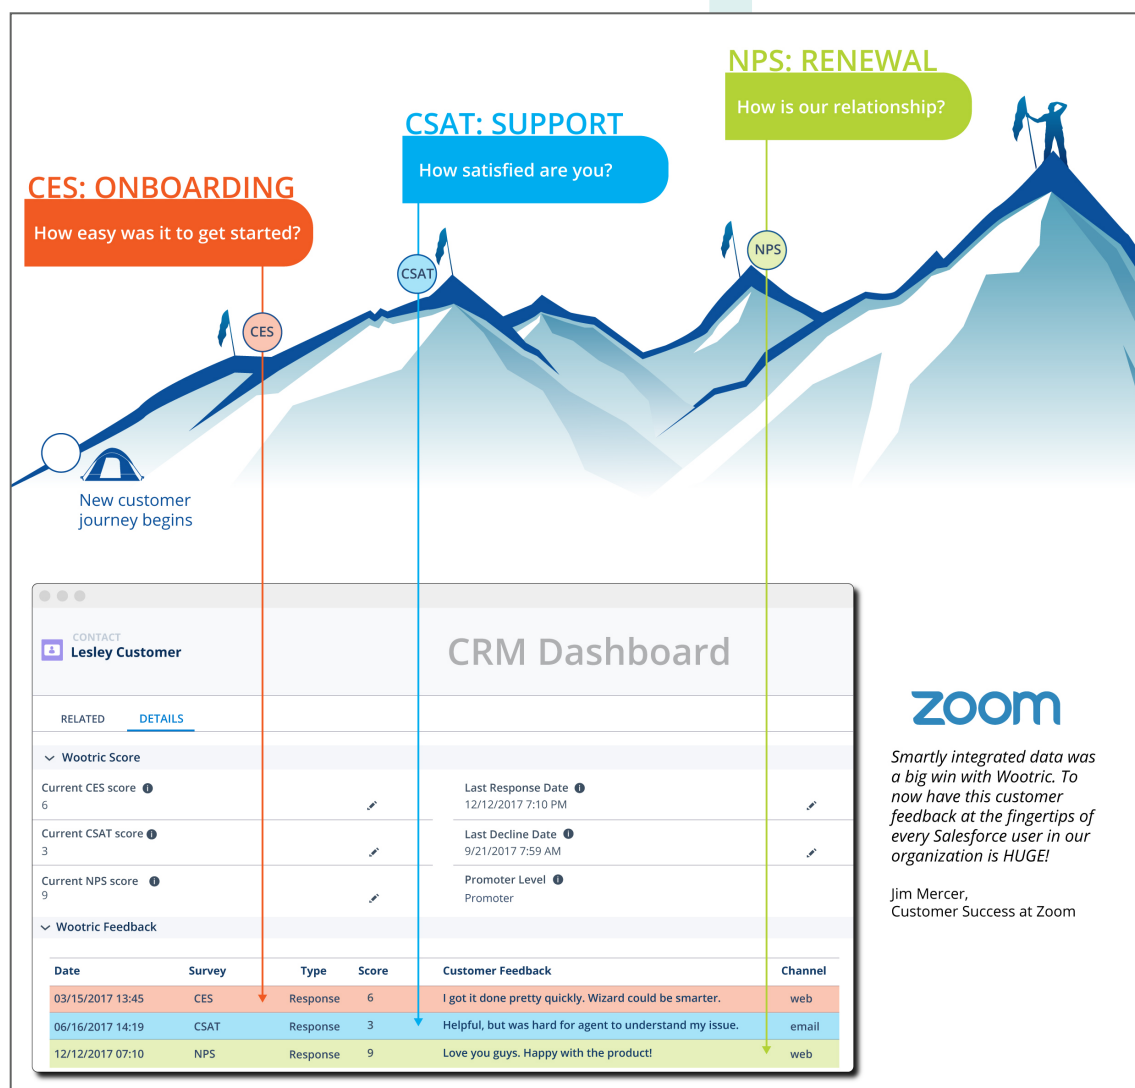 NPS: RENEWAL
How is our relationship?
CSAT: SUPPORT
How satisfied are you?
CES: ONBOARDING
How easy was it to get started?
NPS
CSAT
CES
New customer
journey begins
CONTACT
Lesley Customer
CRM Dashboard
RELATED DETAILS
Wootric Score
Current CES score
6
Last Response Date
12/12/2017 7:10 PM
Current CSAT score
3
Last Decline Date
9/21/2017 7:59 AM
Current NPS score
9
Promoter Level
Promoter
Wootric Feedback
Date Survey Type Score Customer Feedback Channel
03/15/2017 13:45 CES Response 6 I got it done pretty quickly. Wizard could be smarter. web
06/16/2017 14:19 CSAT Response 3 Helpful, but was hard for agent to understand my issue. email
12/12/2017 07:10 NPS Response 9 Love you guys. Happy with the product! web
zoom
Smartly integrated data was
a big win with Wootric. To
now have this customer
feedback at the fingertips of
every Salesforce user in our
organization is HUGE!
Jim Mercer,
Customer Success at Zoom